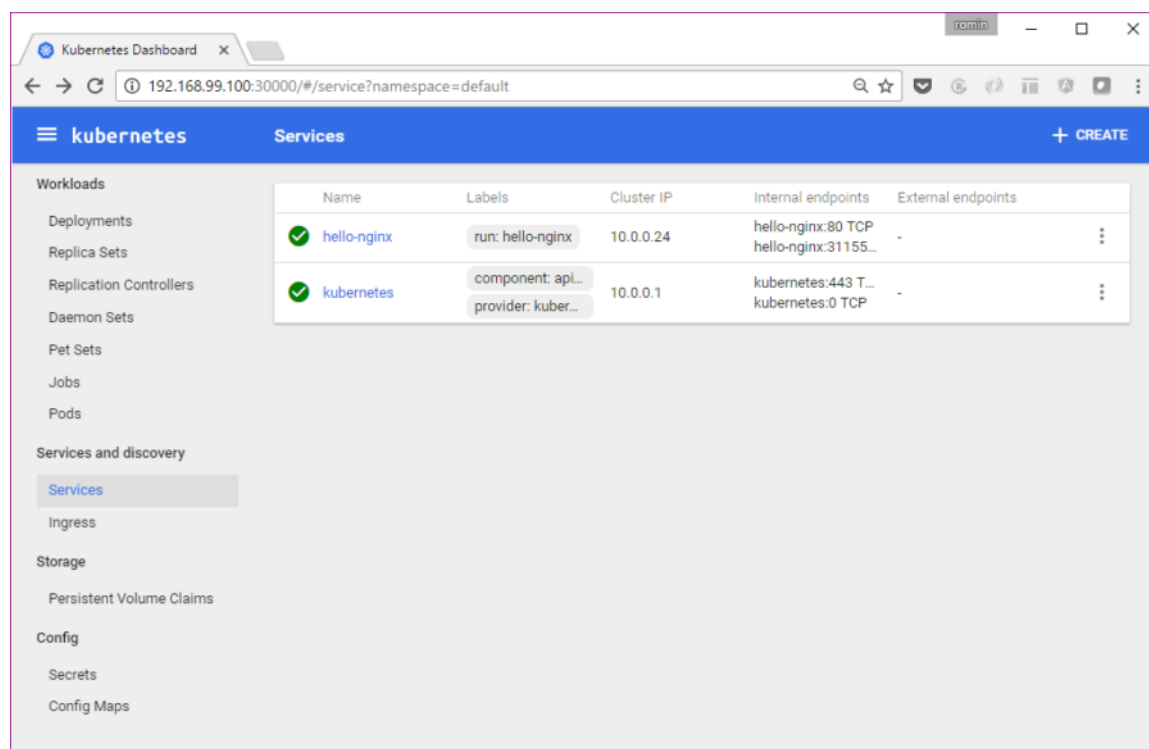 romin
Kubernetes Dashboard
192.168.99.100:30000/#/service?namespace=default
kubernetes
Services
+ CREATE
Workloads
Deployments
Replica Sets
Replication Controllers
Daemon Sets
Pet Sets
Jobs
Pods
Services and discovery
Services
Ingress
Storage
Persistent Volume Claims
Config
Secrets
Config Maps
Name Labels Cluster IP Internal endpoints External endpoints
hello-nginx run: hello-nginx 10.0.0.24 hello-nginx:80 TCP -
hello-nginx:31155...
kubernetes component: api... 10.0.0.1 kubernetes:443 T... -
provider: kuber... kubernetes:0 TCP